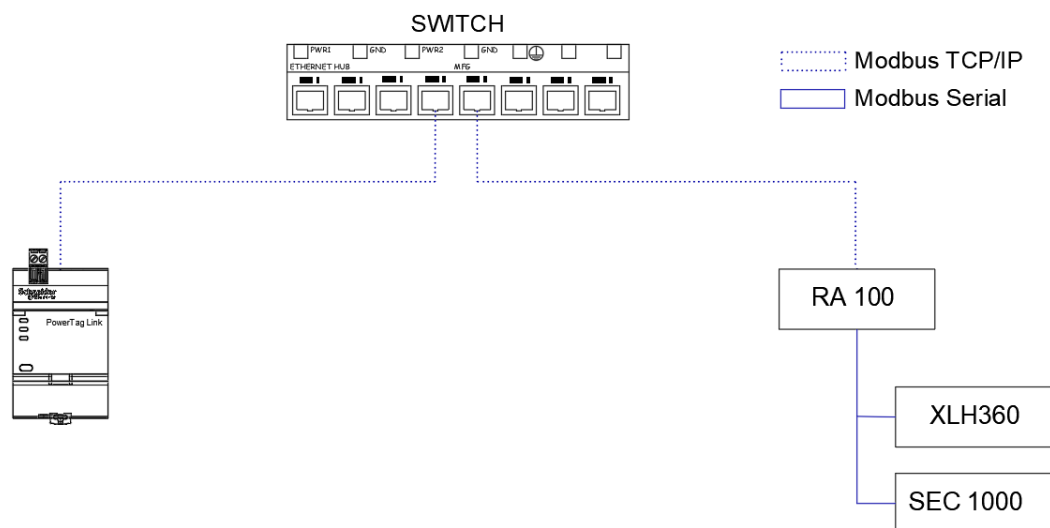 SWITCH
PWR1 GND PWR2 GND
ETHERNET HUB MFG
Modbus TCP/IP
Modbus Serial
Schneider
Electric
PowerTag Link
RA 100
XLH360
SEC 1000